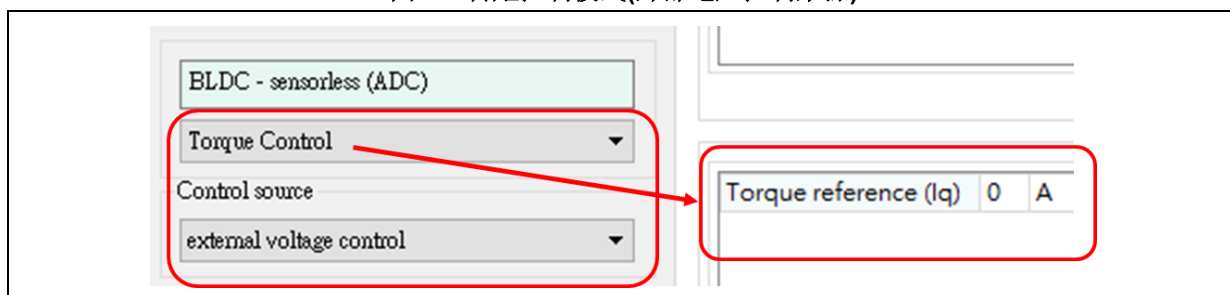 BLDC - sensorless (ADC)
Torque Control
Control source
external voltage control
Torque reference (Iq) 0 A